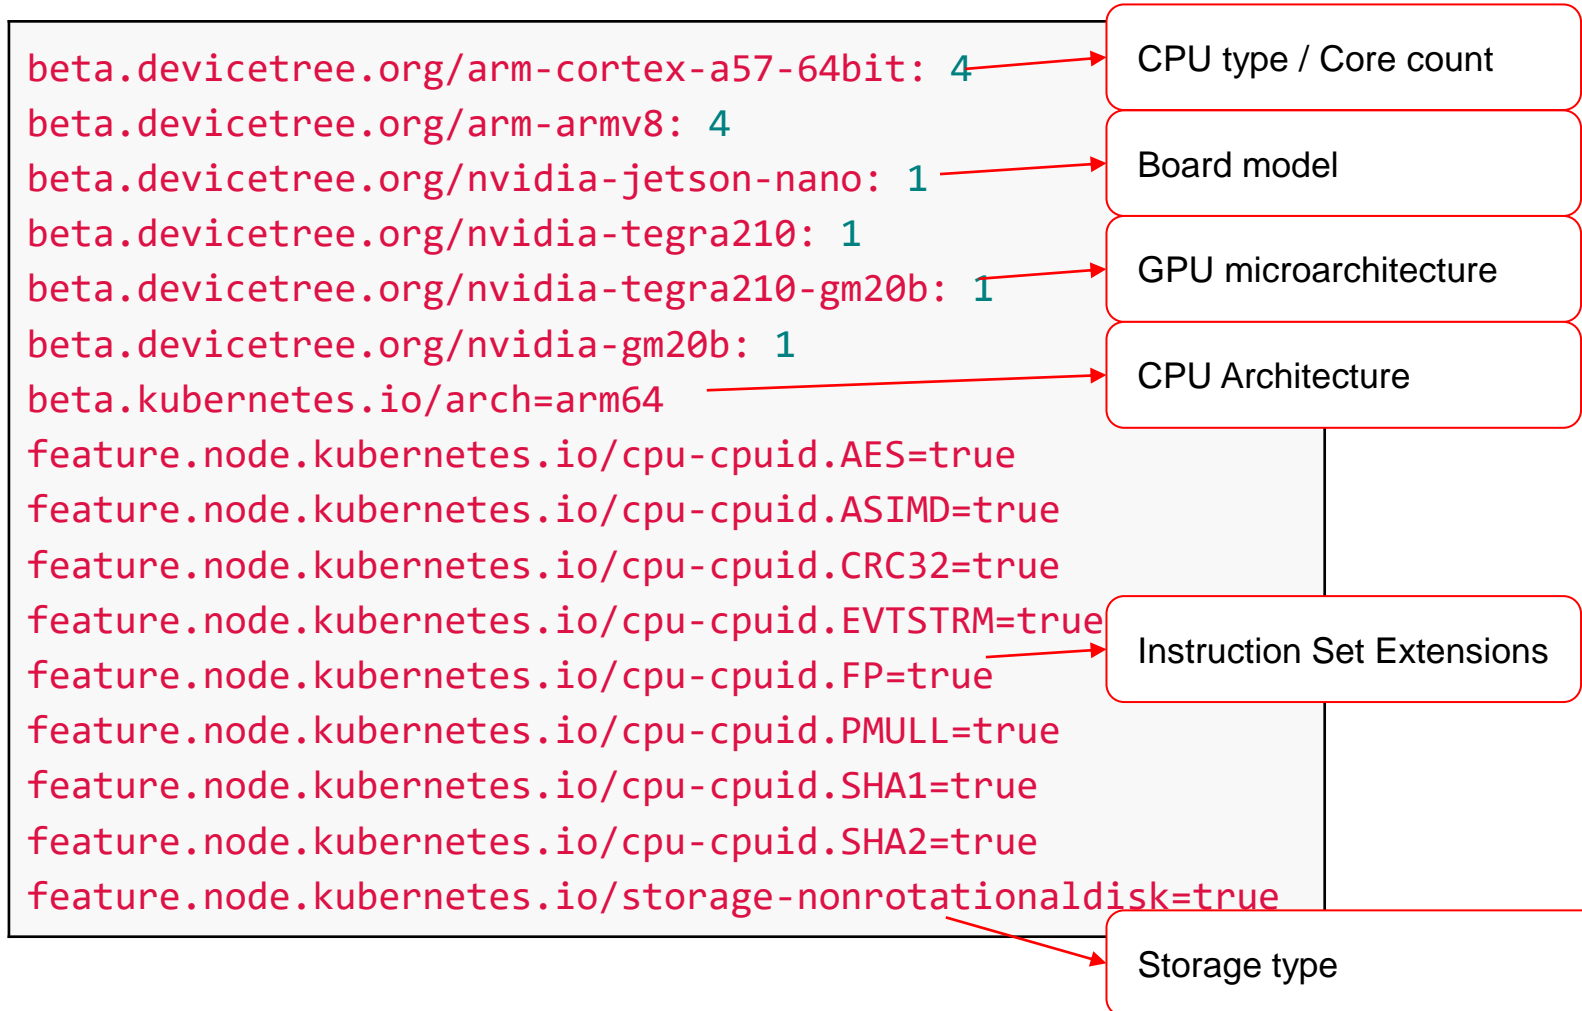 beta.devicetree.org/arm-cortex-a57-64bit: 4
CPU type / Core count
beta.devicetree.org/arm-armv8: 4
beta.devicetree.org/nvidia-jetson-nano: 1
Board model
beta.devicetree.org/nvidia-tegra210: 1
beta.devicetree.org/nvidia-tegra210-gm20b: 1
GPU microarchitecture
beta.devicetree.org/nvidia-gm20b: 1
beta.kubernetes.io/arch=arm64
CPU Architecture
feature.node.kubernetes.io/cpu-cpuid.AES=true
feature.node.kubernetes.io/cpu-cpuid.ASIMD=true
feature.node.kubernetes.io/cpu-cpuid.CRC32=true
feature.node.kubernetes.io/cpu-cpuid.EVTSTRM=true
feature.node.kubernetes.io/cpu-cpuid.FP=true
Instruction Set Extensions
feature.node.kubernetes.io/cpu-cpuid.PMULL=true
feature.node.kubernetes.io/cpu-cpuid.SHA1=true
feature.node.kubernetes.io/cpu-cpuid.SHA2=true
feature.node.kubernetes.io/storage-nonrotationaldisk=true
Storage type